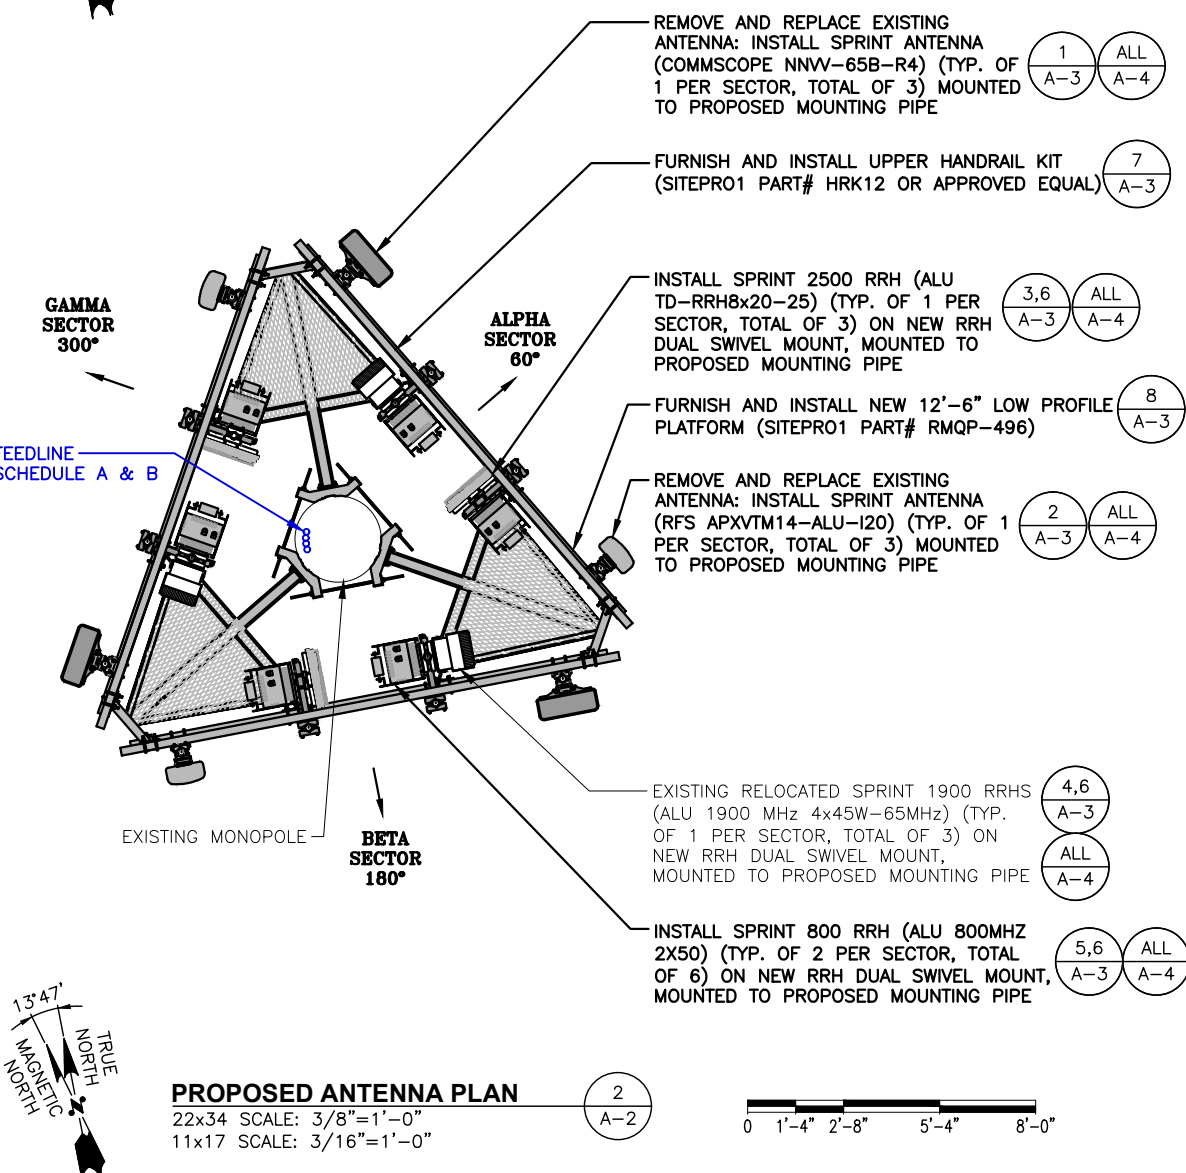 REMOVE AND REPLACE EXISTING
ANTENNA: INSTALL SPRINT ANTENNA
(COMMSCOPE NNVV-65B-R4) (TYP. OF
1 PER SECTOR, TOTAL OF 3) MOUNTED
TO PROPOSED MOUNTING PIPE
1
A-3
ALL
A-4
FURNISH AND INSTALL UPPER HANDRAIL KIT
(SITEPRO1 PART# HRK12 OR APPROVED EQUAL)
7
A-3
INSTALL SPRINT 2500 RRH (ALU
TD-RRH8x20-25) (TYP. OF 1 PER
SECTOR, TOTAL OF 3) ON NEW RRH
DUAL SWIVEL MOUNT, MOUNTED TO
PROPOSED MOUNTING PIPE
3,6
A-3
ALL
A-4
GAMMA
SECTOR
300°
ALPHA
SECTOR
60°
FURNISH AND INSTALL NEW 12'-6" LOW PROFILE
PLATFORM (SITEPRO1 PART# RMQP-496)
8
A-3
FEEDLINE
SCHEDULE A & B
REMOVE AND REPLACE EXISTING
ANTENNA: INSTALL SPRINT ANTENNA
(RFS APXVTM14-ALU-I20) (TYP. OF 1
PER SECTOR, TOTAL OF 3) MOUNTED
TO PROPOSED MOUNTING PIPE
2
A-3
ALL
A-4
EXISTING MONOPOLE
BETA
SECTOR
180°
EXISTING RELOCATED SPRINT 1900 RRHS
(ALU 1900 MHz 4x45W-65MHz) (TYP.
OF 1 PER SECTOR, TOTAL OF 3) ON
NEW RRH DUAL SWIVEL MOUNT,
MOUNTED TO PROPOSED MOUNTING PIPE
4,6
A-3
ALL
A-4
INSTALL SPRINT 800 RRH (ALU 800MHZ
2X50) (TYP. OF 2 PER SECTOR, TOTAL
OF 6) ON NEW RRH DUAL SWIVEL MOUNT,
MOUNTED TO PROPOSED MOUNTING PIPE
5,6
A-3
ALL
A-4
13°47'
TRUE
NORTH
MAGNETIC
NORTH
PROPOSED ANTENNA PLAN
22x34 SCALE: 3/8"=1'-0"
11x17 SCALE: 3/16"=1'-0"
2
A-2
0 1'-4" 2'-8" 5'-4" 8'-0"